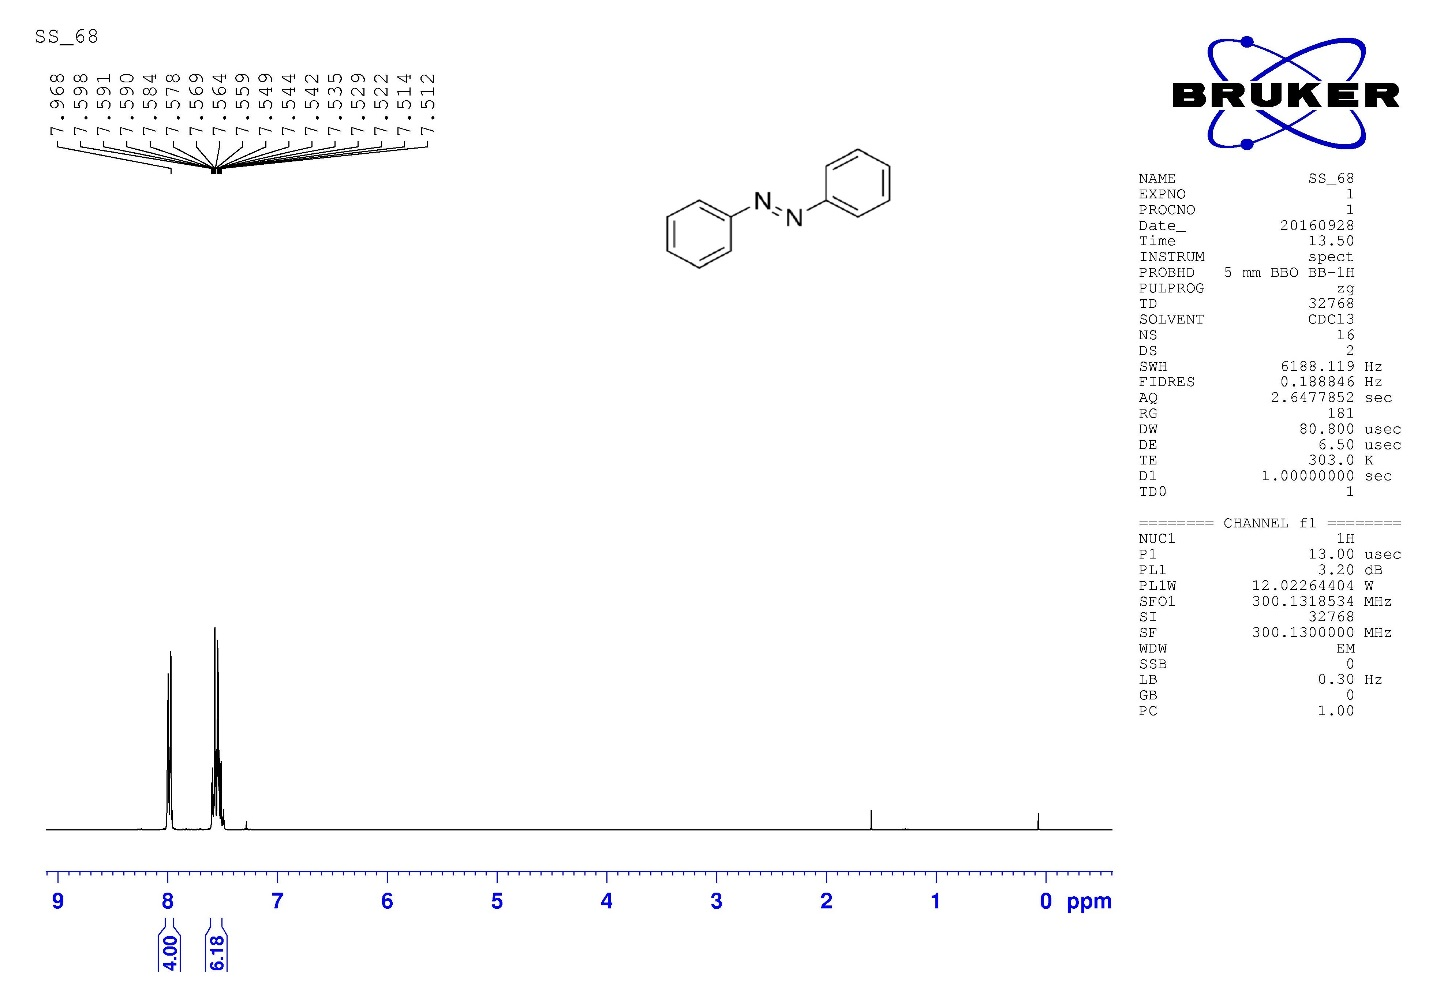 SS_68
7.968
7.598
7.591
7.590
7.584
7.578
7.569
7.564
7.559
7.549
7.544
7.542
7.535
7.529
7.522
7.514
7.512
BRUKER
N
N
NAME SS_68
EXPNO 1
PROCNO 1
Date_ 20160928
Time 13.50
INSTRUM spect
PROBHD 5 mm BBO BB-1H
PULPROG zg
TD 32768
SOLVENT CDCl3
NS 16
DS 2
SWH 6188.119 Hz
FIDRES 0.188846 Hz
AQ 2.6477852 sec
RG 181
DW 80.800 usec
DE 6.50 usec
TE 303.0 K
D1 1.00000000 sec
TD0 1
======== CHANNEL f1 ========
NUC1 1H
P1 13.00 usec
PL1 3.20 dB
PL1W 12.02264404 W
SFO1 300.1318534 MHz
SI 32768
SF 300.1300000 MHz
WDW EM
SSB 0
LB 0.30 Hz
GB 0
PC 1.00
9 8 7 6 5 4 3 2 1 0 ppm
4.00
6.18